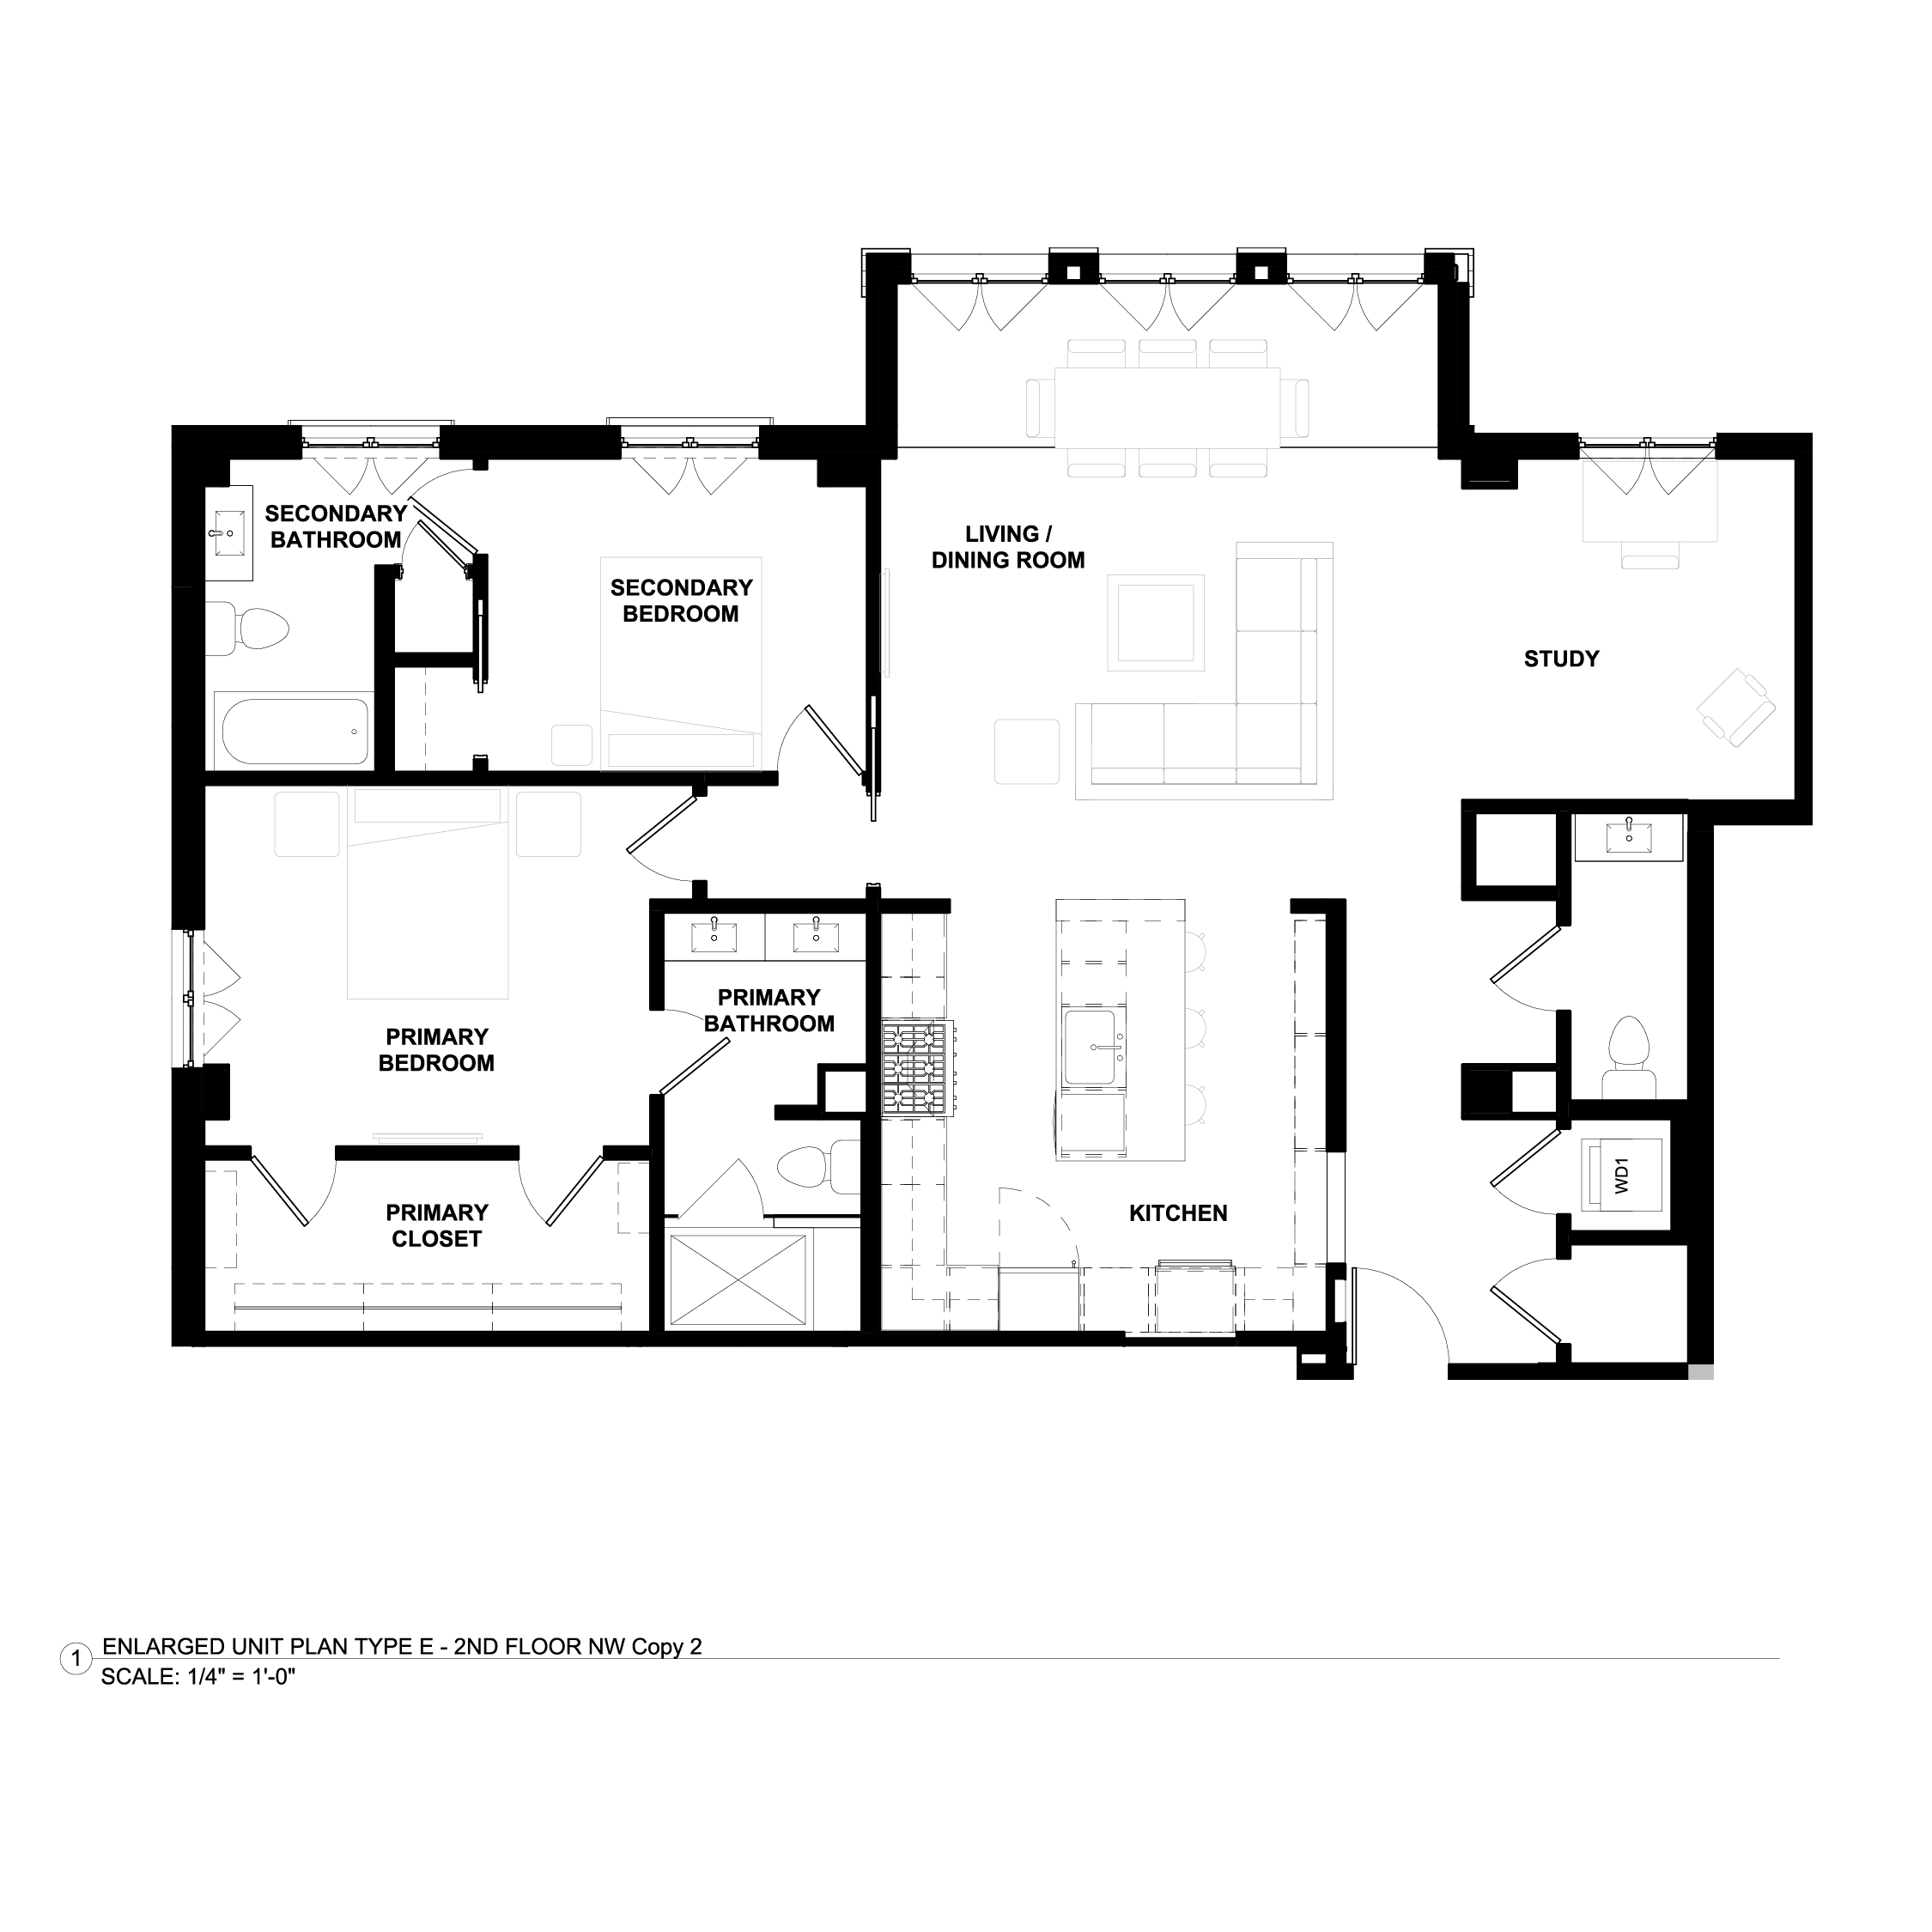 SECONDARY
BATHROOM
SECONDARY
BEDROOM
LIVING /
DINING ROOM
STUDY
PRIMARY
BEDROOM
PRIMARY
BATHROOM
PRIMARY
CLOSET
KITCHEN
WD1
1
ENLARGED UNIT PLAN TYPE E - 2ND FLOOR NW Copy 2
SCALE: 1/4" = 1'-0"